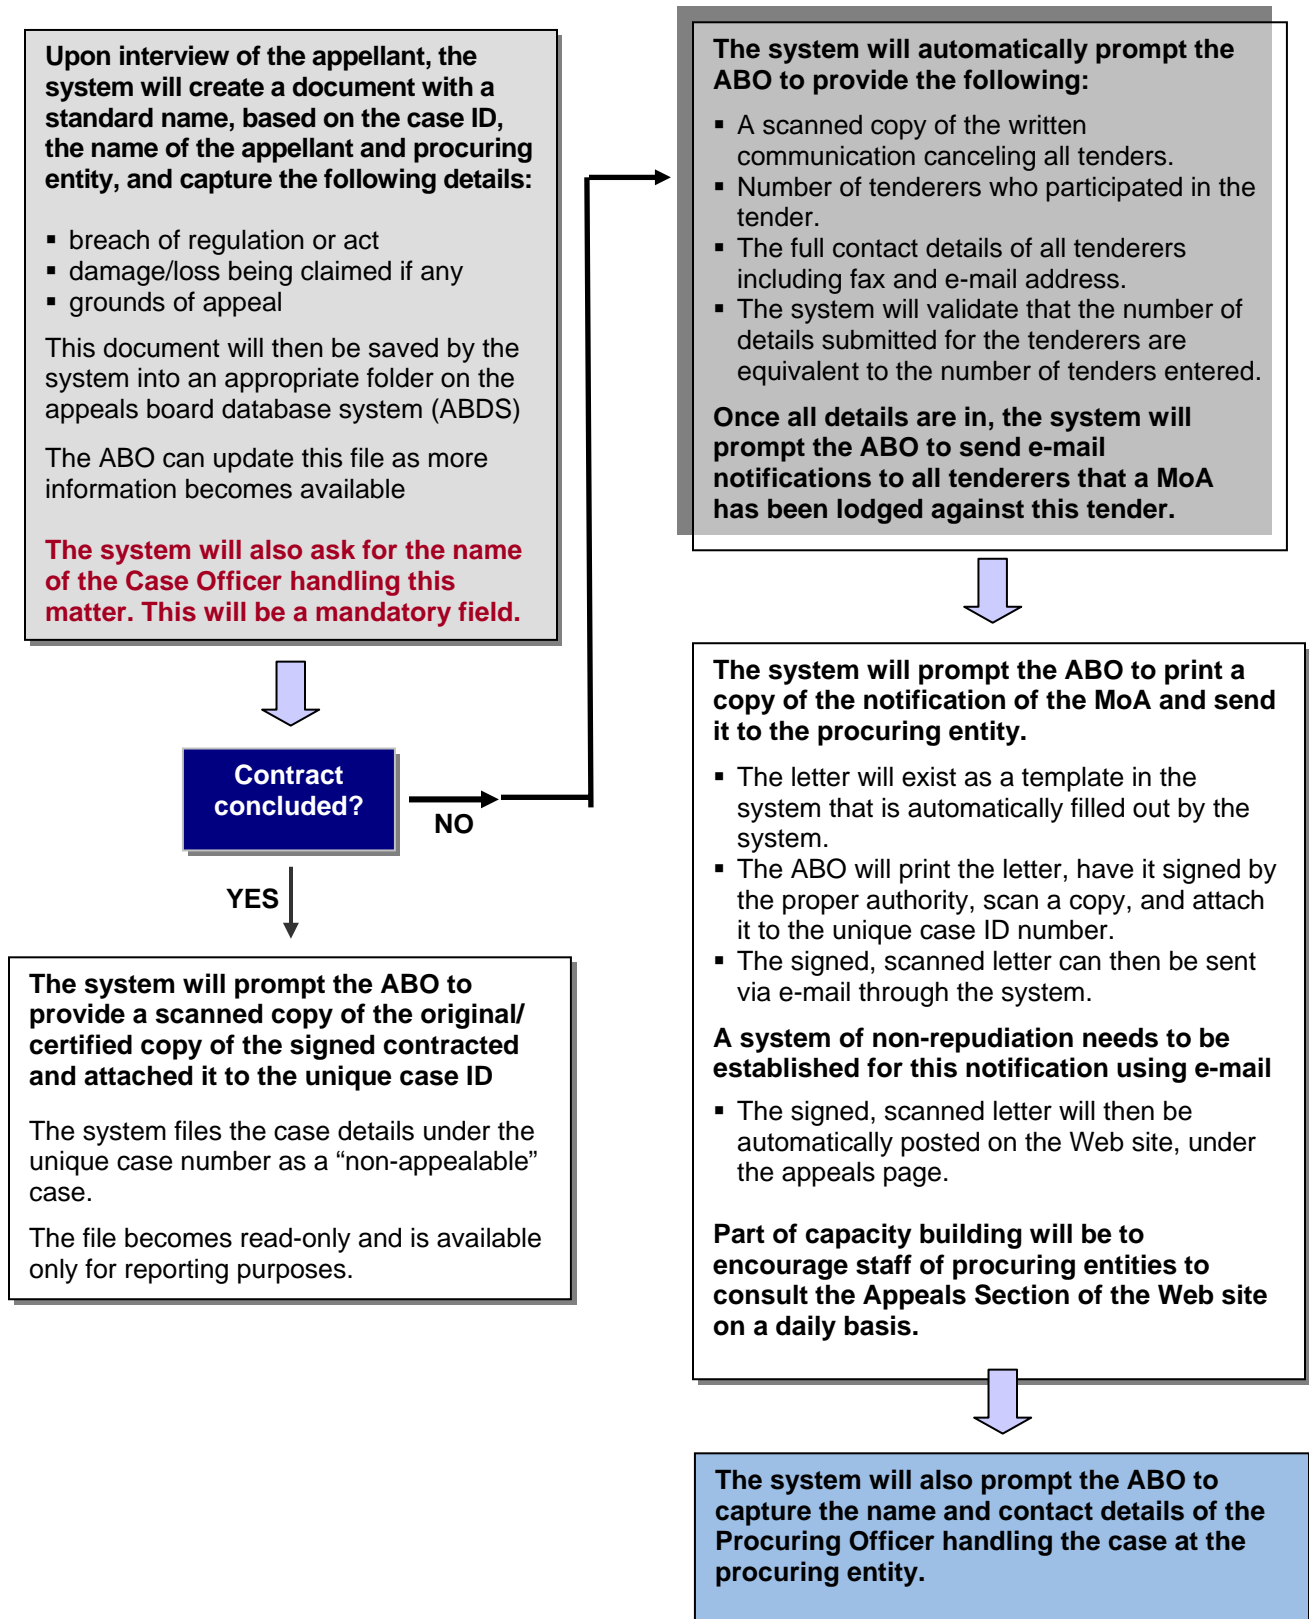 Upon interview of the appellant, the
system will create a document with a
standard name, based on the case ID,
the name of the appellant and procuring
entity, and capture the following details:
▪ breach of regulation or act
▪ damage/loss being claimed if any
▪ grounds of appeal
This document will then be saved by the
system into an appropriate folder on the
appeals board database system (ABDS)
The ABO can update this file as more
information becomes available
The system will also ask for the name
of the Case Officer handling this
matter. This will be a mandatory field.
Contract
concluded?
NO
YES
The system will prompt the ABO to
provide a scanned copy of the original/
certified copy of the signed contracted
and attached it to the unique case ID
The system files the case details under the
unique case number as a “non-appealable”
case.
The file becomes read-only and is available
only for reporting purposes.
The system will automatically prompt the
ABO to provide the following:
▪ A scanned copy of the written
communication canceling all tenders.
▪ Number of tenderers who participated in the
tender.
▪ The full contact details of all tenderers
including fax and e-mail address.
▪ The system will validate that the number of
details submitted for the tenderers are
equivalent to the number of tenders entered.
Once all details are in, the system will
prompt the ABO to send e-mail
notifications to all tenderers that a MoA
has been lodged against this tender.
The system will prompt the ABO to print a
copy of the notification of the MoA and send
it to the procuring entity.
▪ The letter will exist as a template in the
system that is automatically filled out by the
system.
▪ The ABO will print the letter, have it signed by
the proper authority, scan a copy, and attach
it to the unique case ID number.
▪ The signed, scanned letter can then be sent
via e-mail through the system.
A system of non-repudiation needs to be
established for this notification using e-mail
▪ The signed, scanned letter will then be
automatically posted on the Web site, under
the appeals page.
Part of capacity building will be to
encourage staff of procuring entities to
consult the Appeals Section of the Web site
on a daily basis.
The system will also prompt the ABO to
capture the name and contact details of the
Procuring Officer handling the case at the
procuring entity.